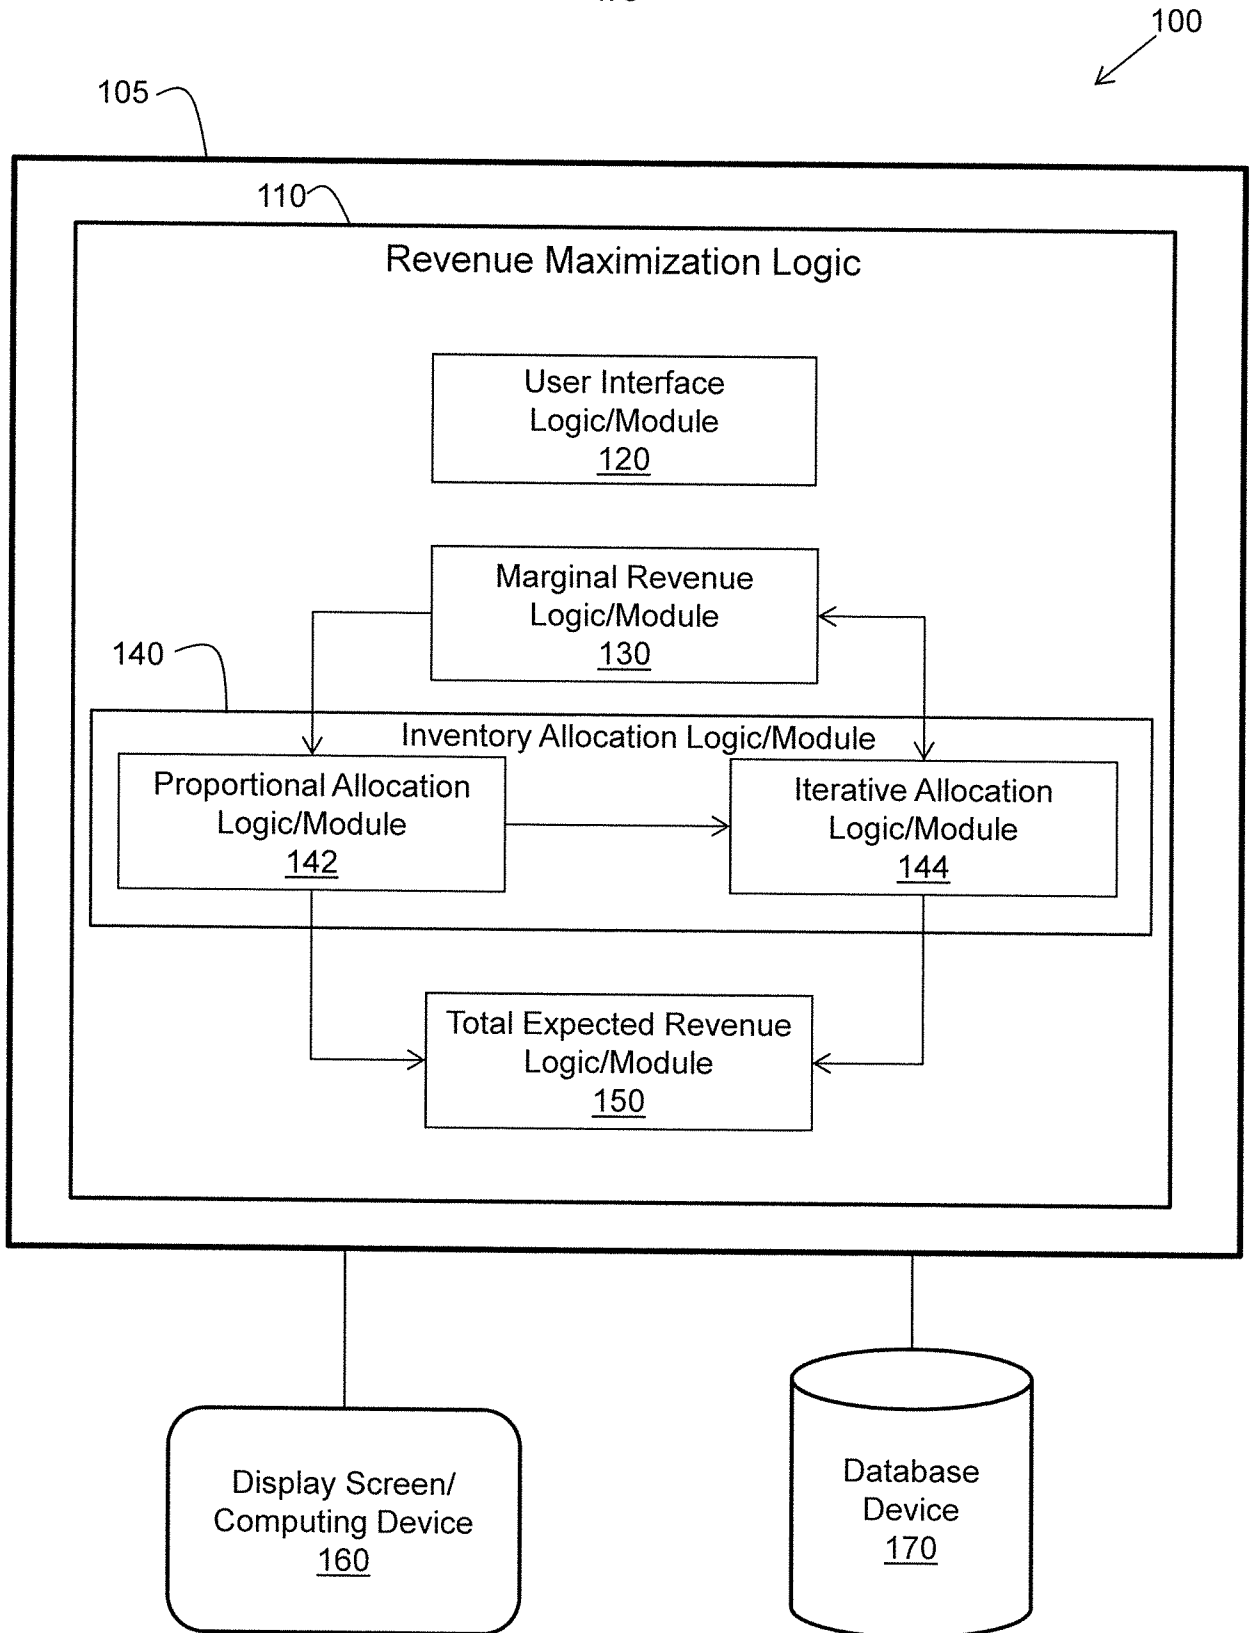 100
105
110
Revenue Maximization Logic
User Interface
Logic/Module
120
Marginal Revenue
Logic/Module
130
140
Inventory Allocation Logic/Module
Proportional Allocation
Logic/Module
142
Iterative Allocation
Logic/Module
144
Total Expected Revenue
Logic/Module
150
Display Screen/
Computing Device
160
Database
Device
170